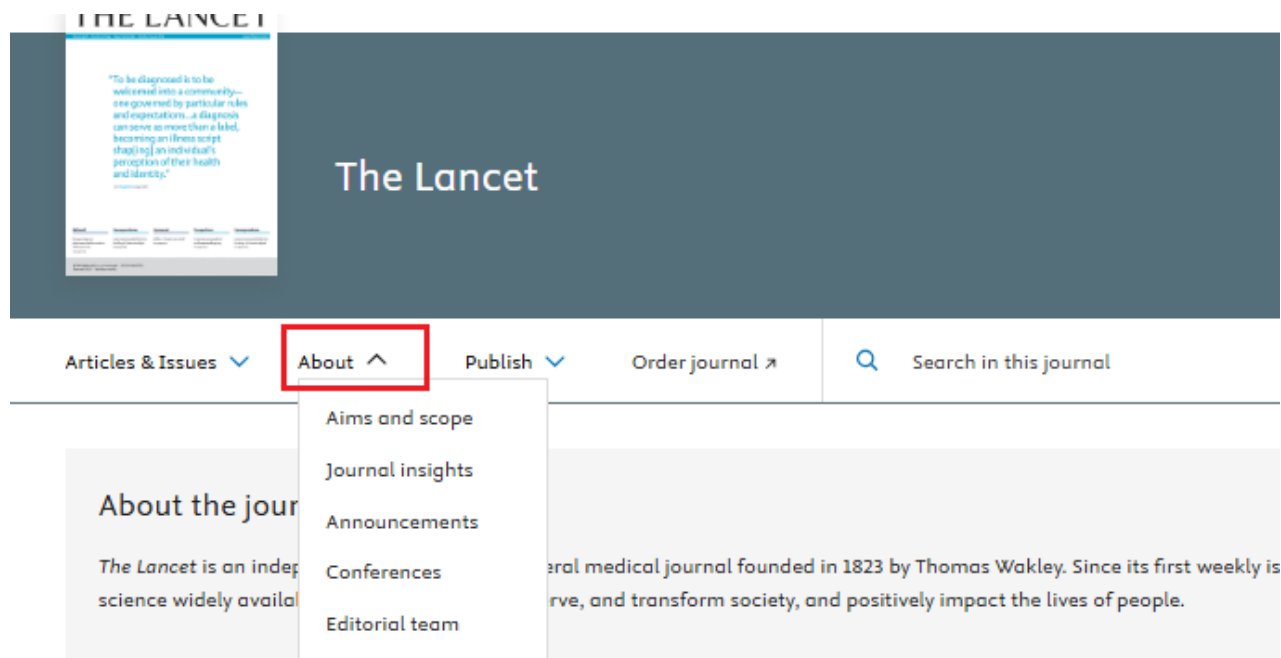 THE LANCET
"To be diagnosed is to be
welcomed into a community—
one governed by particular rules
and expectations...a diagnosis
can serve as more than a label,
becoming an illness script
shap[ing] an individual's
perception of their health
and identity."
The Lancet
Articles & Issues
About
Publish
Order journal
Search in this journal
Aims and scope
Journal insights
Announcements
Conferences
Editorial team
About the jour
The Lancet is an indep
eral medical journal founded in 1823 by Thomas Wakley. Since its first weekly is
science widely availa
rve, and transform society, and positively impact the lives of people.